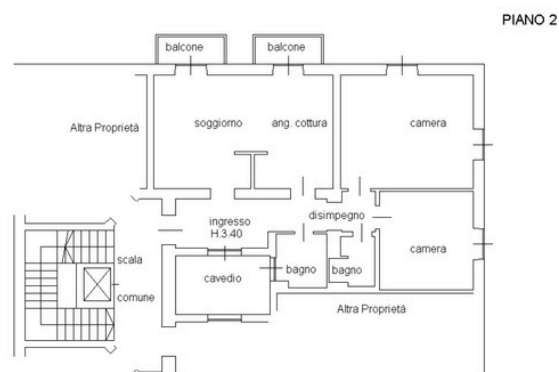 PIANO 2
balcone
balcone
Altra Proprietà
soggiorno
ang. cottura
camera
ingresso
H.3.40
disimpegno
camera
scala
comune
cavedio
bagno
bagno
Altra Proprietà